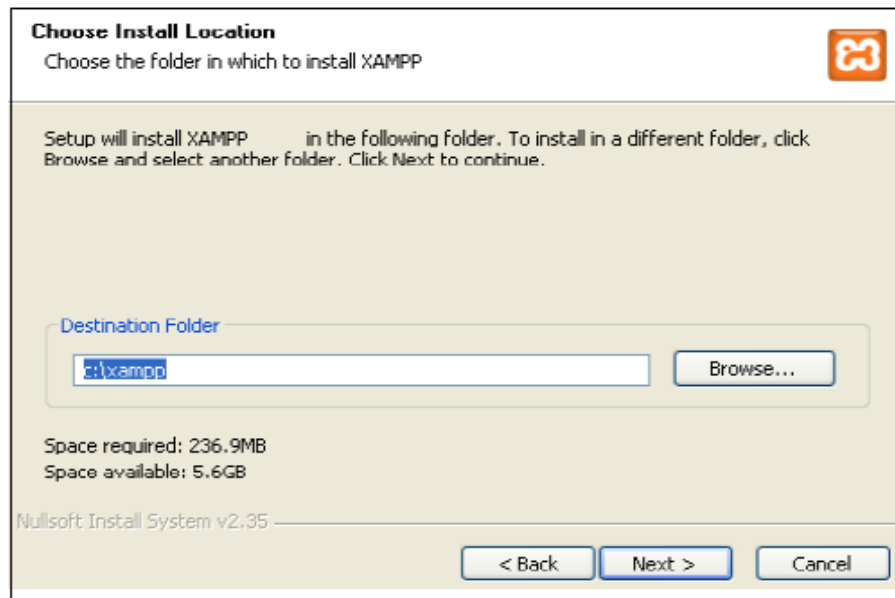 Choose Install Location
Choose the folder in which to install XAMPP
Setup will install XAMPP in the following folder. To install in a different folder, click
Browse and select another folder. Click Next to continue.
Destination Folder
c:\xampp
Browse...
Space required: 236.9MB
Space available: 5.6GB
Nullsoft Install System v2.35
< Back Next > Cancel